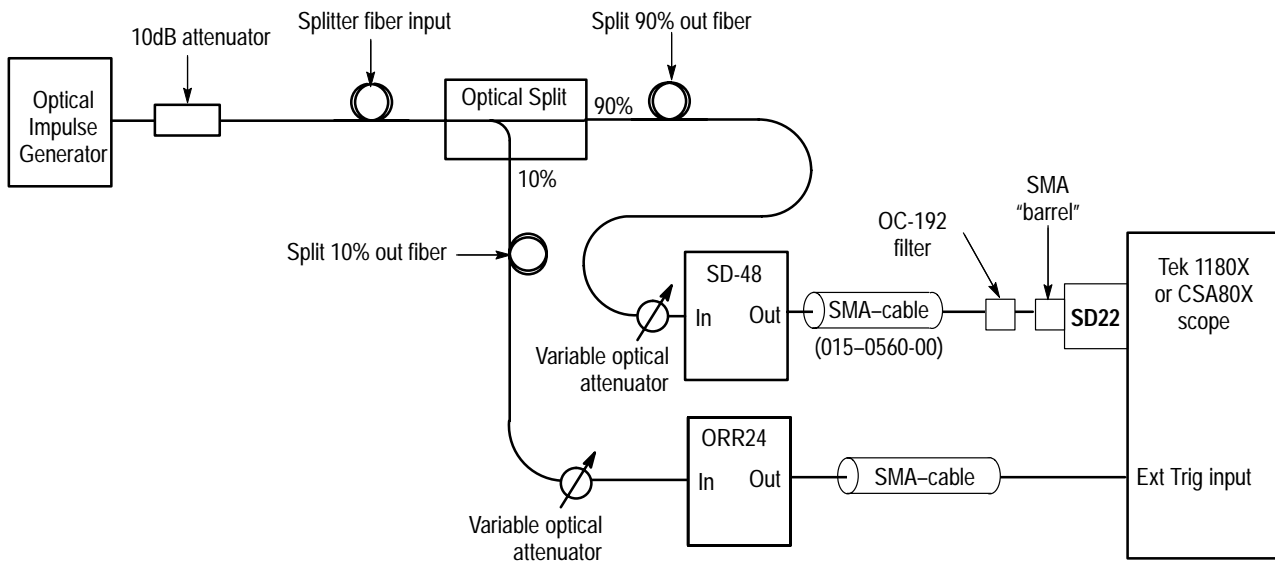 Splitter fiber input
Split 90% out fiber
10dB attenuator
Optical
Impulse
Generator
Optical Split
90%
10%
Split 10% out fiber
SMA
“barrel”
OC-192
filter
SD-48
In
Out
SMA–cable
(015–0560-00)
SD22
Tek 1180X
or CSA80X
scope
Variable optical
attenuator
ORR24
In
Out
SMA–cable
Ext Trig input
Variable optical
attenuator